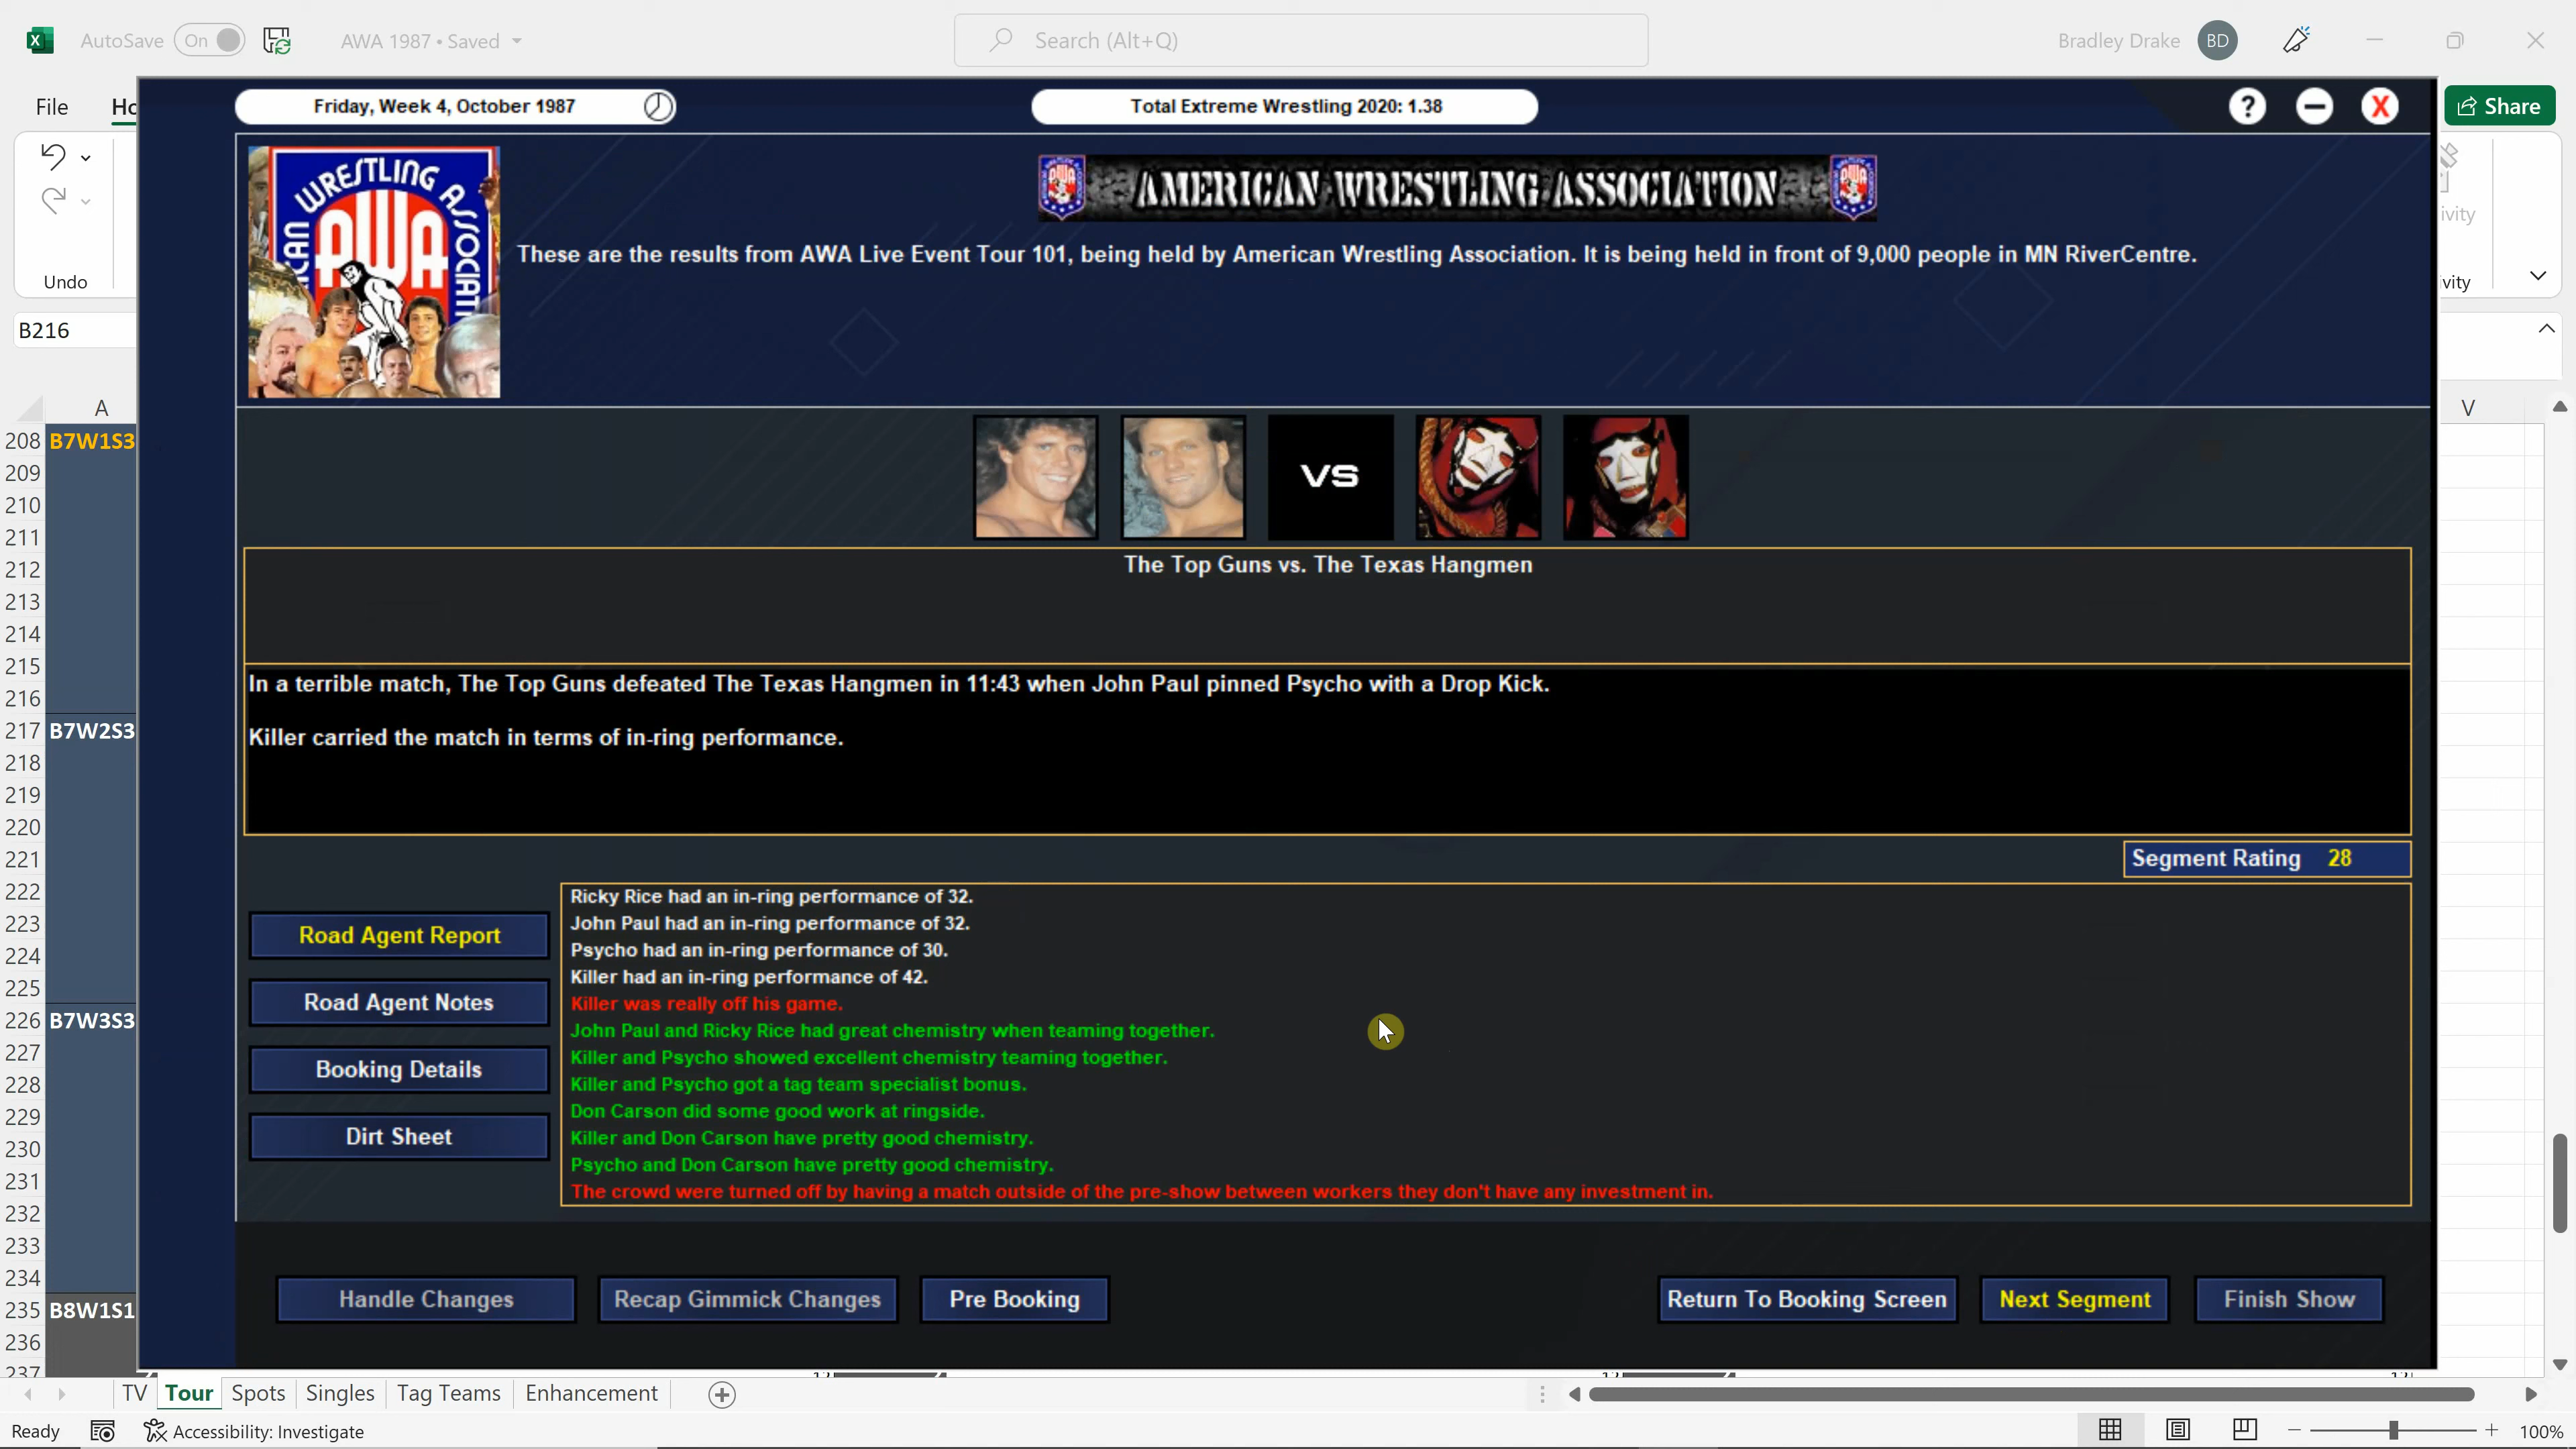 AutoSave On AWA 1987 • Saved Search (Alt+Q) Bradley Drake BD
File
Share
Undo
B216
Friday, Week 4, October 1987
Total Extreme Wrestling 2020: 1.38
? X
AMERICAN WRESTLING ASSOCIATION
AWA
WRESTLING
These are the results from AWA Live Event Tour 101, being held by American Wrestling Association. It is being held in front of 9,000 people in MN RiverCentre.
VS
The Top Guns vs. The Texas Hangmen
In a terrible match, The Top Guns defeated The Texas Hangmen in 11:43 when John Paul pinned Psycho with a Drop Kick.
Killer carried the match in terms of in-ring performance.
Segment Rating 28
Road Agent Report
Road Agent Notes
Booking Details
Dirt Sheet
Ricky Rice had an in-ring performance of 32.
John Paul had an in-ring performance of 32.
Psycho had an in-ring performance of 30.
Killer had an in-ring performance of 42.
Killer was really off his game.
John Paul and Ricky Rice had great chemistry when teaming together.
Killer and Psycho showed excellent chemistry teaming together.
Killer and Psycho got a tag team specialist bonus.
Don Carson did some good work at ringside.
Killer and Don Carson have pretty good chemistry.
Psycho and Don Carson have pretty good chemistry.
The crowd were turned off by having a match outside of the pre-show between workers they don't have any investment in.
Handle Changes Recap Gimmick Changes Pre Booking Return To Booking Screen Next Segment Finish Show
A V
208 B7W1S3
209
210
211
212
213
214
215
216
217 B7W2S3
218
219
220
221
222
223
224
225
226 B7W3S3
227
228
229
230
231
232
233
234
235 B8W1S1
236
237
TV Tour Spots Singles Tag Teams Enhancement
Ready Accessibility: Investigate 100%